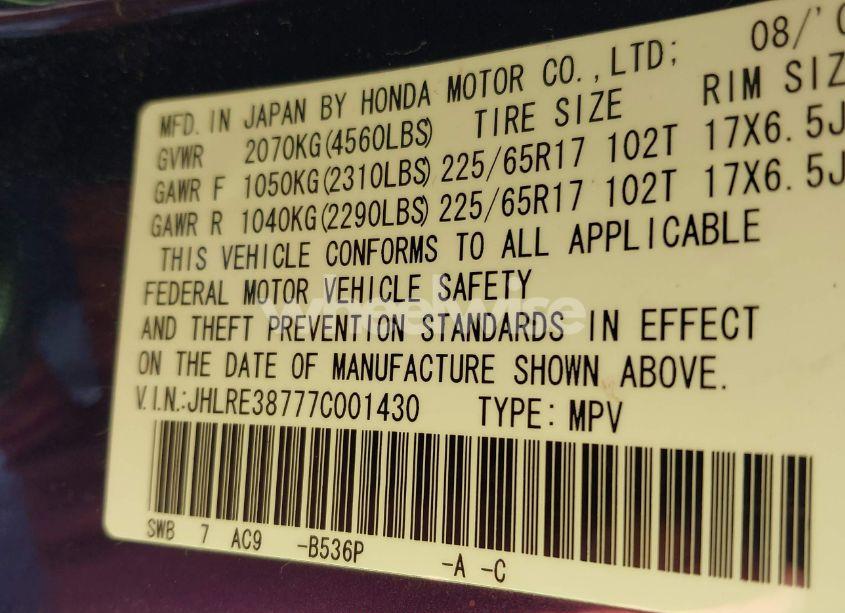 MFD. IN JAPAN BY HONDA MOTOR CO.,LTD; 08/'0
GVWR 2070KG(4560LBS) TIRE SIZE RIM SIZ
GAWR F 1050KG(2310LBS) 225/65R17 102T 17X6.5J
GAWR R 1040KG(2290LBS) 225/65R17 102T 17X6.5J
THIS VEHICLE CONFORMS TO ALL APPLICABLE
FEDERAL MOTOR VEHICLE SAFETY
AND THEFT PREVENTION STANDARDS IN EFFECT
ON THE DATE OF MANUFACTURE SHOWN ABOVE.
V.I.N.:JHLRE38777C001430 TYPE: MPV
SWB 7 AC9 -B536P -A -C
wheelwise